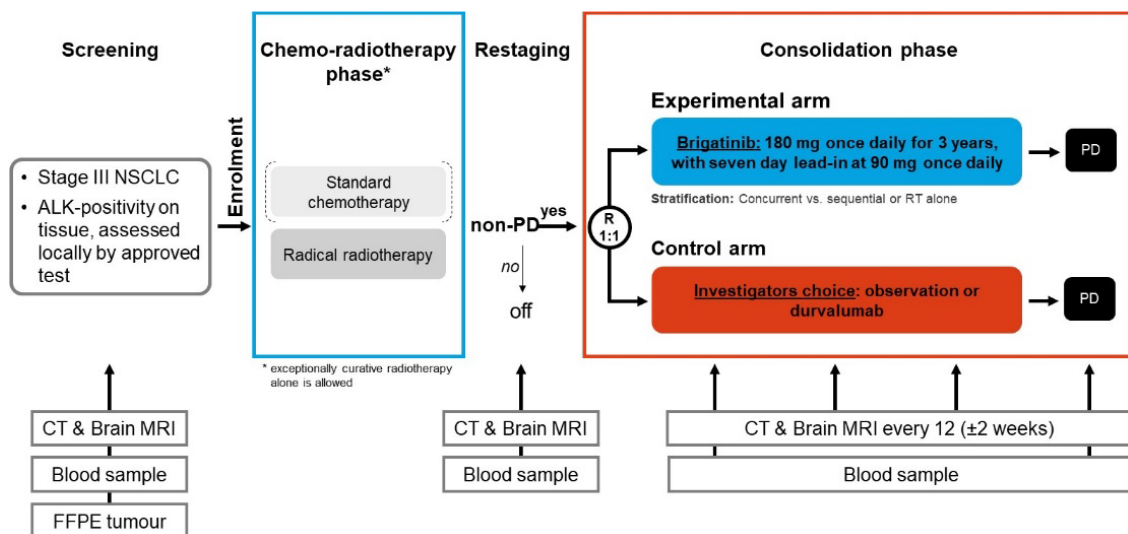 Screening
Chemo-radiotherapy
phase*
Restaging
Consolidation phase
• Stage III NSCLC
• ALK-positivity on
tissue, assessed
locally by approved
test
Enrolment
Standard
chemotherapy
Radical radiotherapy
* exceptionally curative radiotherapy
alone is allowed
non-PD
yes
no
off
R
1:1
Experimental arm
Brigatinib: 180 mg once daily for 3 years,
with seven day lead-in at 90 mg once daily
PD
Stratification: Concurrent vs. sequential or RT alone
Control arm
Investigators choice: observation or
durvalumab
PD
CT & Brain MRI
Blood sample
FFPE tumour
CT & Brain MRI
Blood sample
CT & Brain MRI every 12 (±2 weeks)
Blood sample